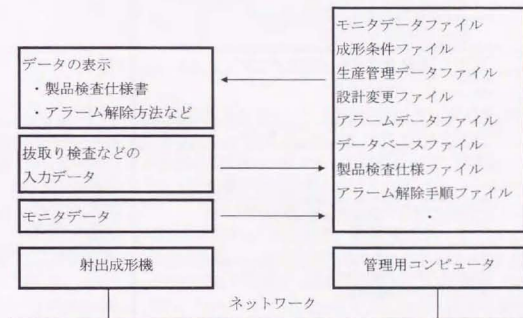 データの表示
・製品検査仕様書
・アラーム解除方法など
抜取り検査などの
入力データ
モニタデータ
射出成形機
モニタデータファイル
成形条件ファイル
生産管理データファイル
設計変更ファイル
アラームデータファイル
データベースファイル
製品検査仕様ファイル
アラーム解除手順ファイル
・
管理用コンピュータ
ネットワーク